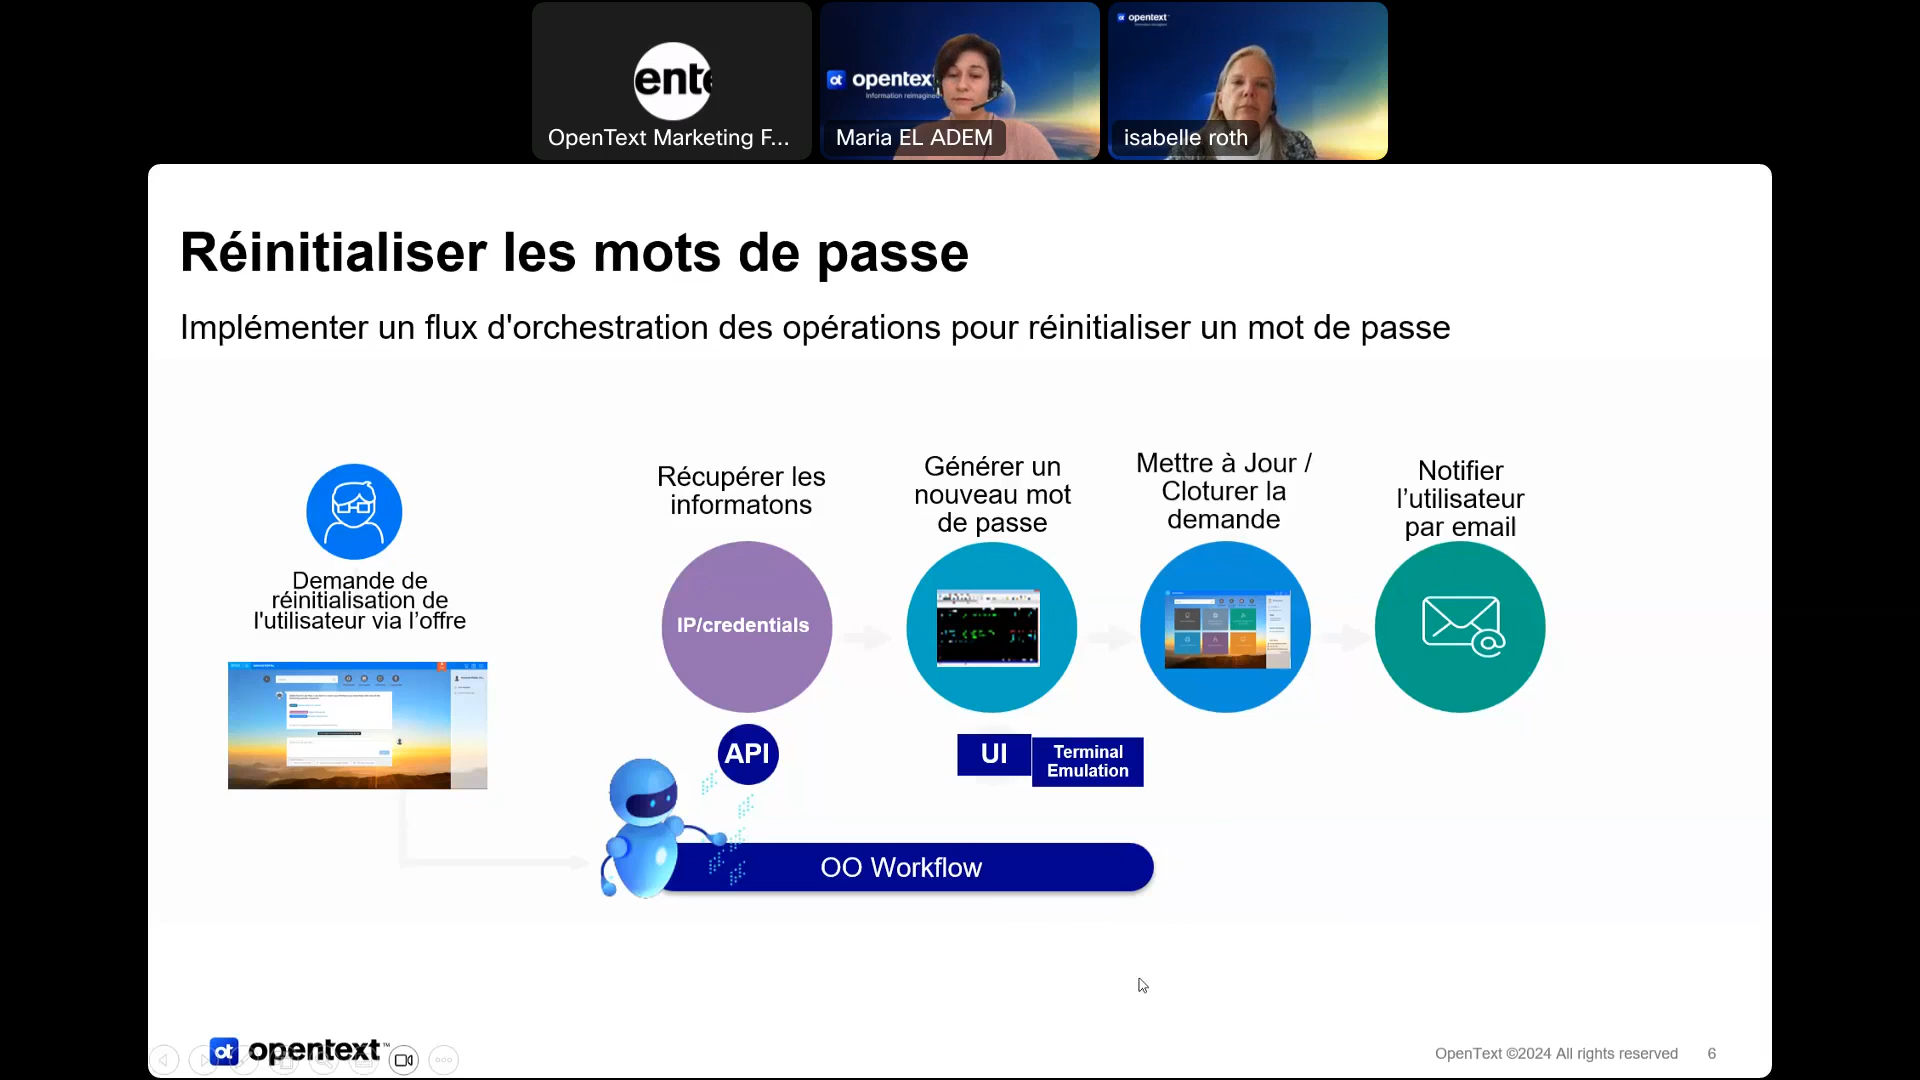 ente
OpenText Marketing F...
opentext
Information reimagined
Maria EL ADEM
opentext
isabelle roth
Réinitialiser les mots de passe
Implémenter un flux d'orchestration des opérations pour réinitialiser un mot de passe
Demande de
réinitialisation de
l'utilisateur via l’offre
Récupérer les
informatons
IP/credentials
API
Générer un
nouveau mot
de passe
UI
Terminal
Emulation
Mettre à Jour /
Cloturer la
demande
Notifier
l’utilisateur
par email
OO Workflow
opentext™
OpenText ©2024 All rights reserved 6